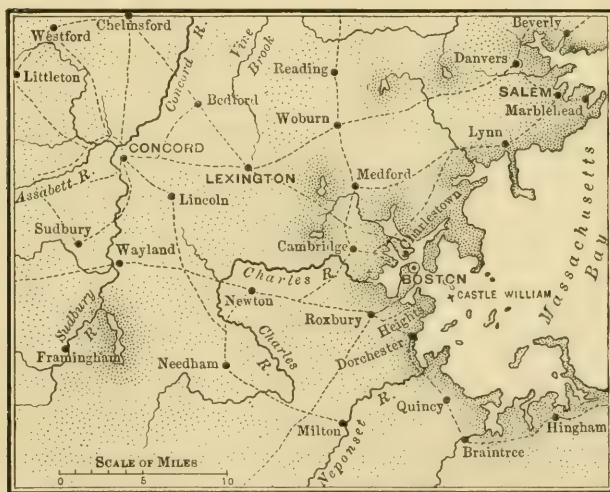 Beverly
Chelmsford
Westford
Concord R.
Vine Brook
Danvers
Littleton
Reading
SALEM
Bedford
Marblehead
Woburn
Lynn
CONCORD
LEXINGTON
Medford
Massachusetts Bay
Assabett R.
Lincoln
Charlestown
Sudbury
Cambridge
Wayland
Charles R.
BOSTON
CASTLE WILLIAM
Newton
Roxbury
Sudbury R.
Charles R.
Dorchester Heights
Framingham
Needham
Neponset R.
Quincy
Milton
Hingham
Braintree
SCALE OF MILES
0 5 10